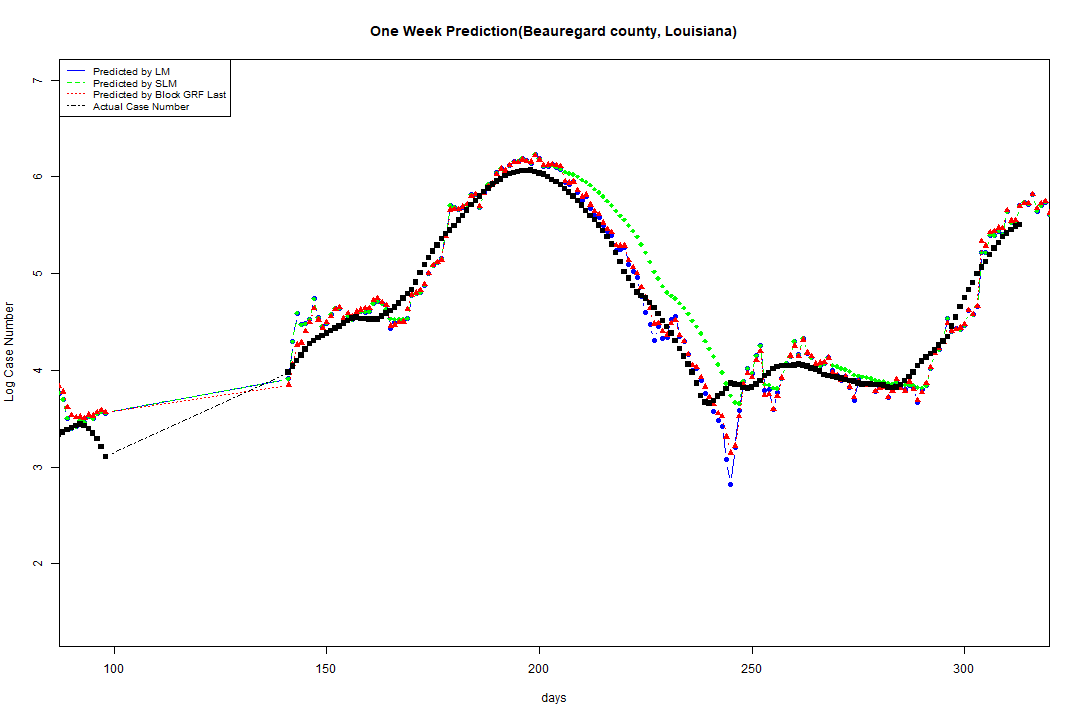 One Week Prediction(Beauregard county, Louisiana)
Predicted by LM
Predicted by SLM
Predicted by Block GRF Last
Actual Case Number
7
6
5
4
3
2
Log Case Number
100 150 200 250 300
days